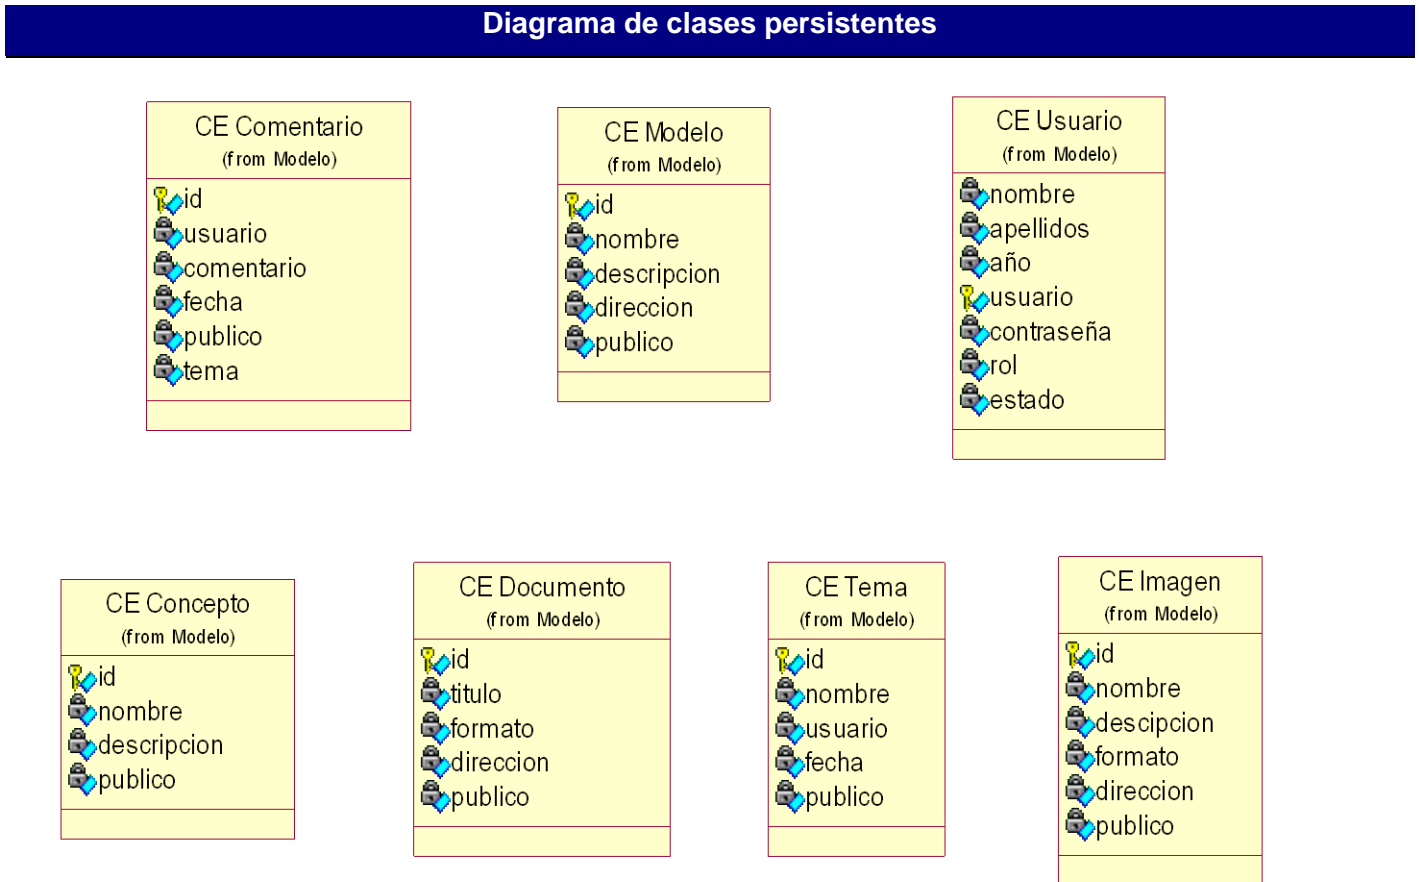 Diagrama de clases persistentes
CE Comentario
(from Modelo)
id
usuario
comentario
fecha
publico
tema
CE Modelo
(from Modelo)
id
nombre
descripcion
direccion
publico
CE Usuario
(from Modelo)
nombre
apellidos
año
usuario
contraseña
rol
estado
CE Concepto
(from Modelo)
id
nombre
descripcion
publico
CE Documento
(from Modelo)
id
titulo
formato
direccion
publico
CE Tema
(from Modelo)
id
nombre
usuario
fecha
publico
CE Imagen
(from Modelo)
id
nombre
descipcion
formato
direccion
publico